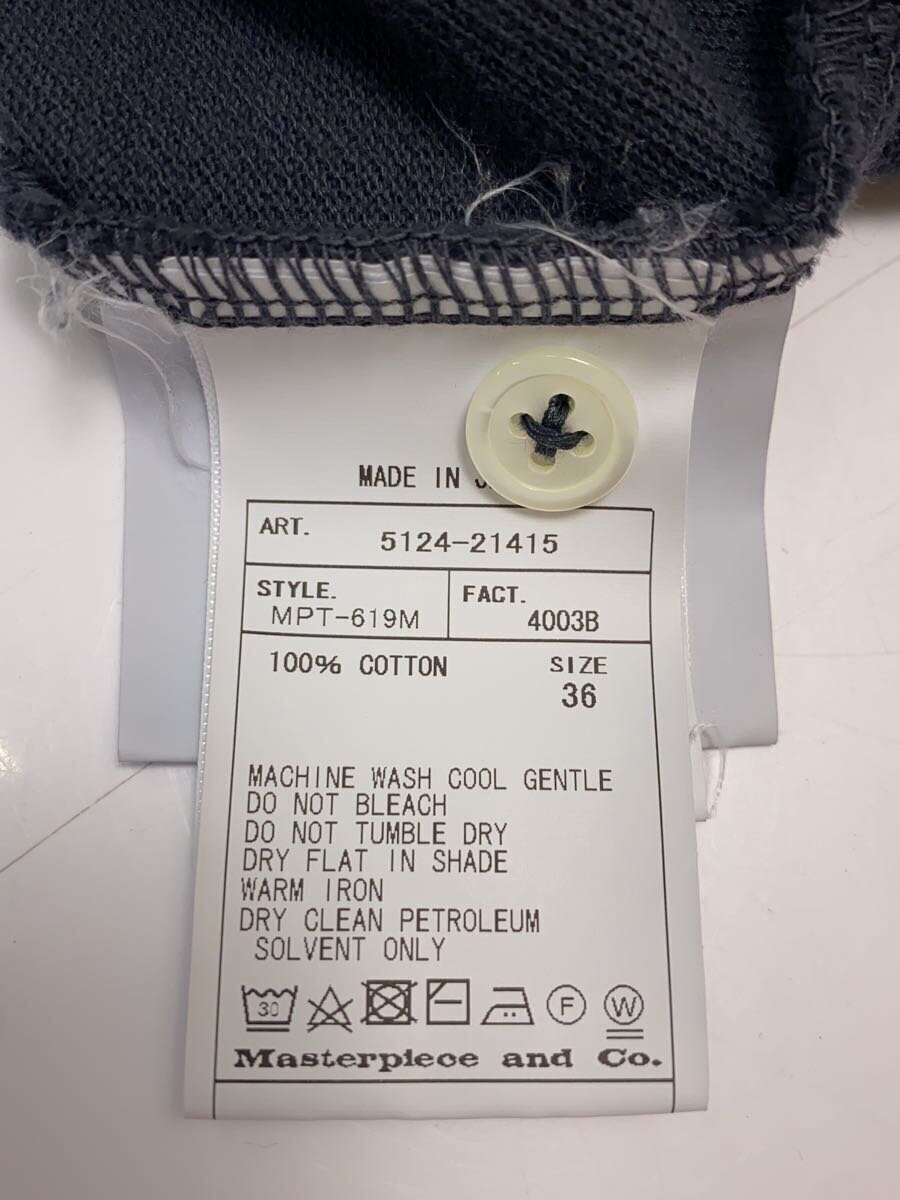 MADE IN
ART. 5124-21415
STYLE. FACT.
MPT-619M 4003B
100% COTTON SIZE
36
MACHINE WASH COOL GENTLE
DO NOT BLEACH
DO NOT TUMBLE DRY
DRY FLAT IN SHADE
WARM IRON
DRY CLEAN PETROLEUM
SOLVENT ONLY
30 F W
Masterpiece and Co.